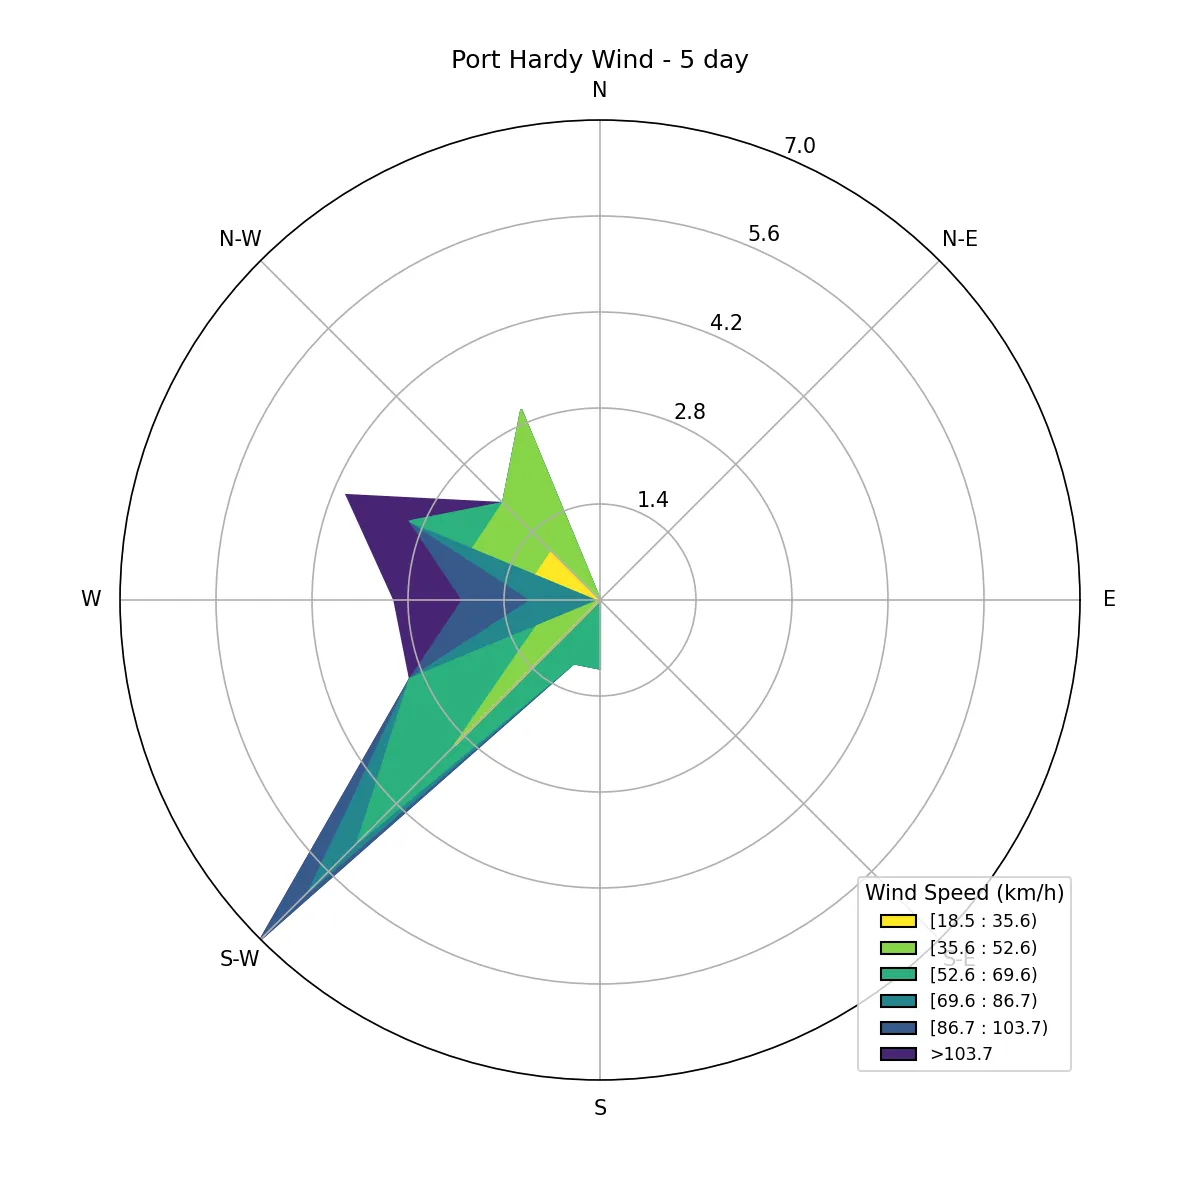 Port Hardy Wind - 5 day
N
7.0
N-W
5.6
N-E
4.2
2.8
1.4
W
E
S-W
S-E
Wind Speed (km/h)
[18.5 : 35.6)
[35.6 : 52.6)
[52.6 : 69.6)
[69.6 : 86.7)
[86.7 : 103.7)
>103.7
S